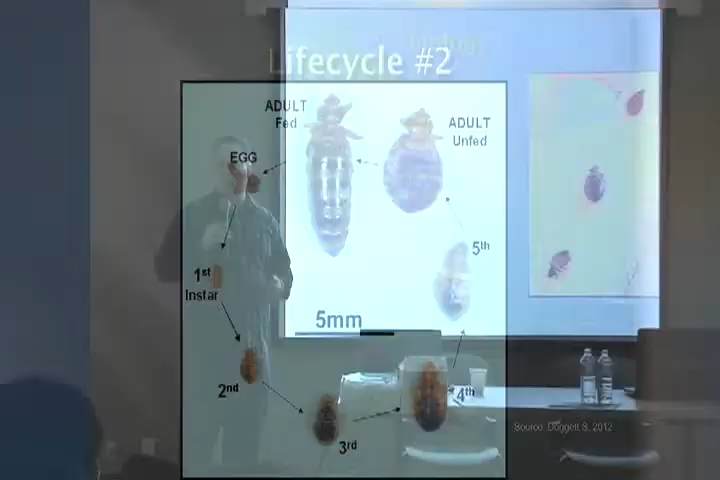 Lifecycle #2
ADULT
Fed
ADULT
Unfed
EGG
5th
1st
Instar
5mm
2nd
4th
3rd
Source: Doggett S, 2012